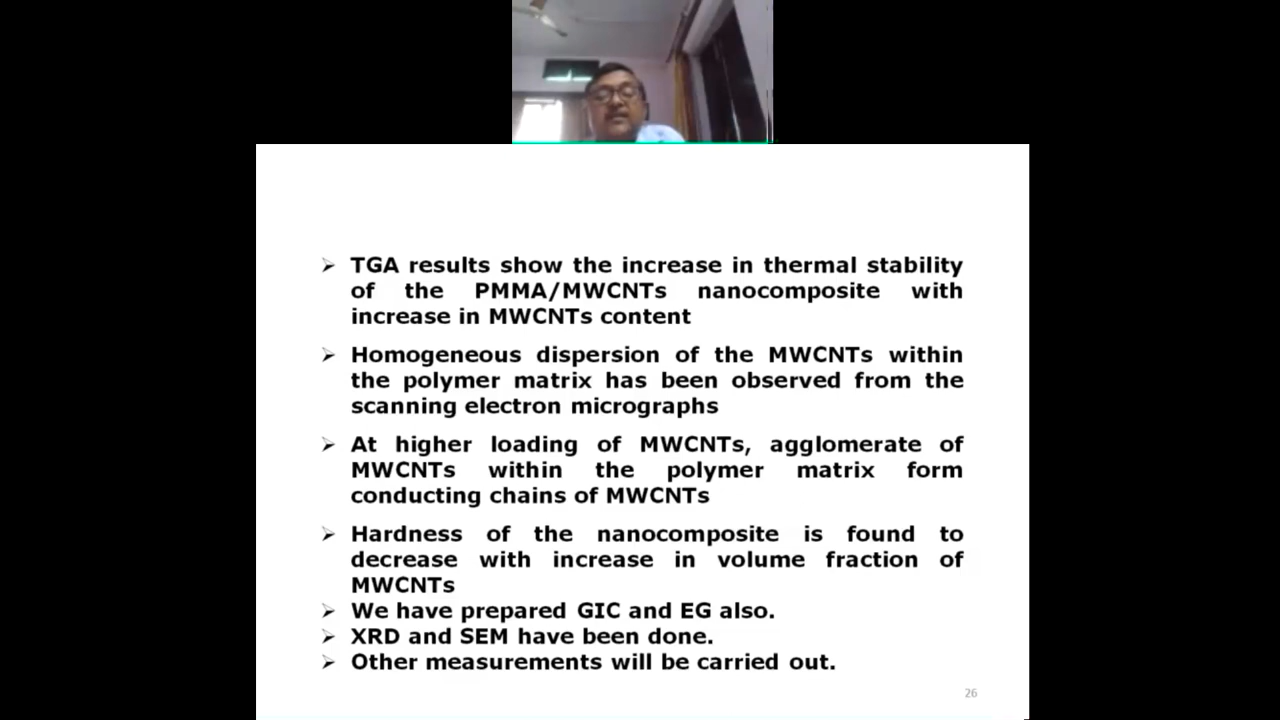 ➢ TGA results show the increase in thermal stability
of the PMMA/MWCNTs nanocomposite with
increase in MWCNTs content
➢ Homogeneous dispersion of the MWCNTs within
the polymer matrix has been observed from the
scanning electron micrographs
➢ At higher loading of MWCNTs, agglomerate of
MWCNTs within the polymer matrix form
conducting chains of MWCNTs
➢ Hardness of the nanocomposite is found to
decrease with increase in volume fraction of
MWCNTs
➢ We have prepared GIC and EG also.
➢ XRD and SEM have been done.
➢ Other measurements will be carried out.
26